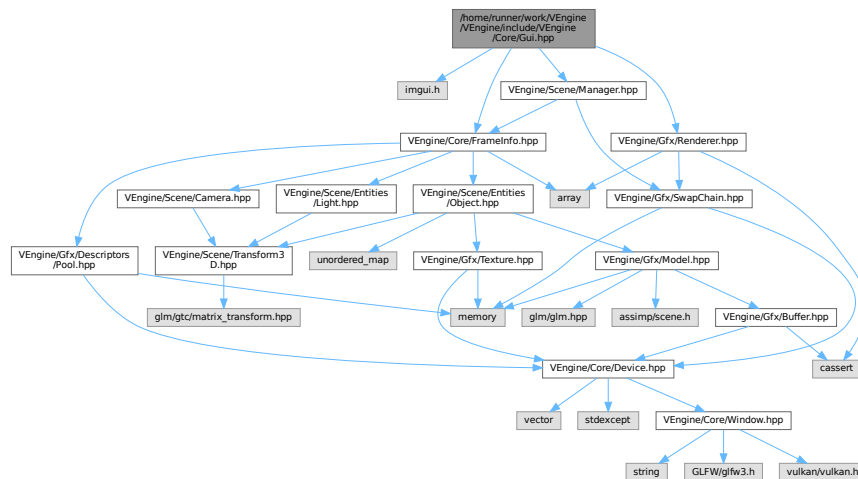 /home/runner/work/VEngine
/VEngine/include/VEngine
/Core/Gui.hpp
imgui.h
VEngine/Scene/Manager.hpp
VEngine/Core/FrameInfo.hpp
VEngine/Gfx/Renderer.hpp
VEngine/Scene/Camera.hpp
VEngine/Scene/Entities
/Light.hpp
VEngine/Scene/Entities
/Object.hpp
array
VEngine/Gfx/SwapChain.hpp
VEngine/Gfx/Descriptors
/Pool.hpp
VEngine/Scene/Transform3
D.hpp
unordered_map
VEngine/Gfx/Texture.hpp
VEngine/Gfx/Model.hpp
glm/gtc/matrix_transform.hpp
memory
glm/glm.hpp
assimp/scene.h
VEngine/Gfx/Buffer.hpp
VEngine/Core/Device.hpp
cassert
vector
stdexcept
VEngine/Core/Window.hpp
string
GLFW/glfw3.h
vulkan/vulkan.h